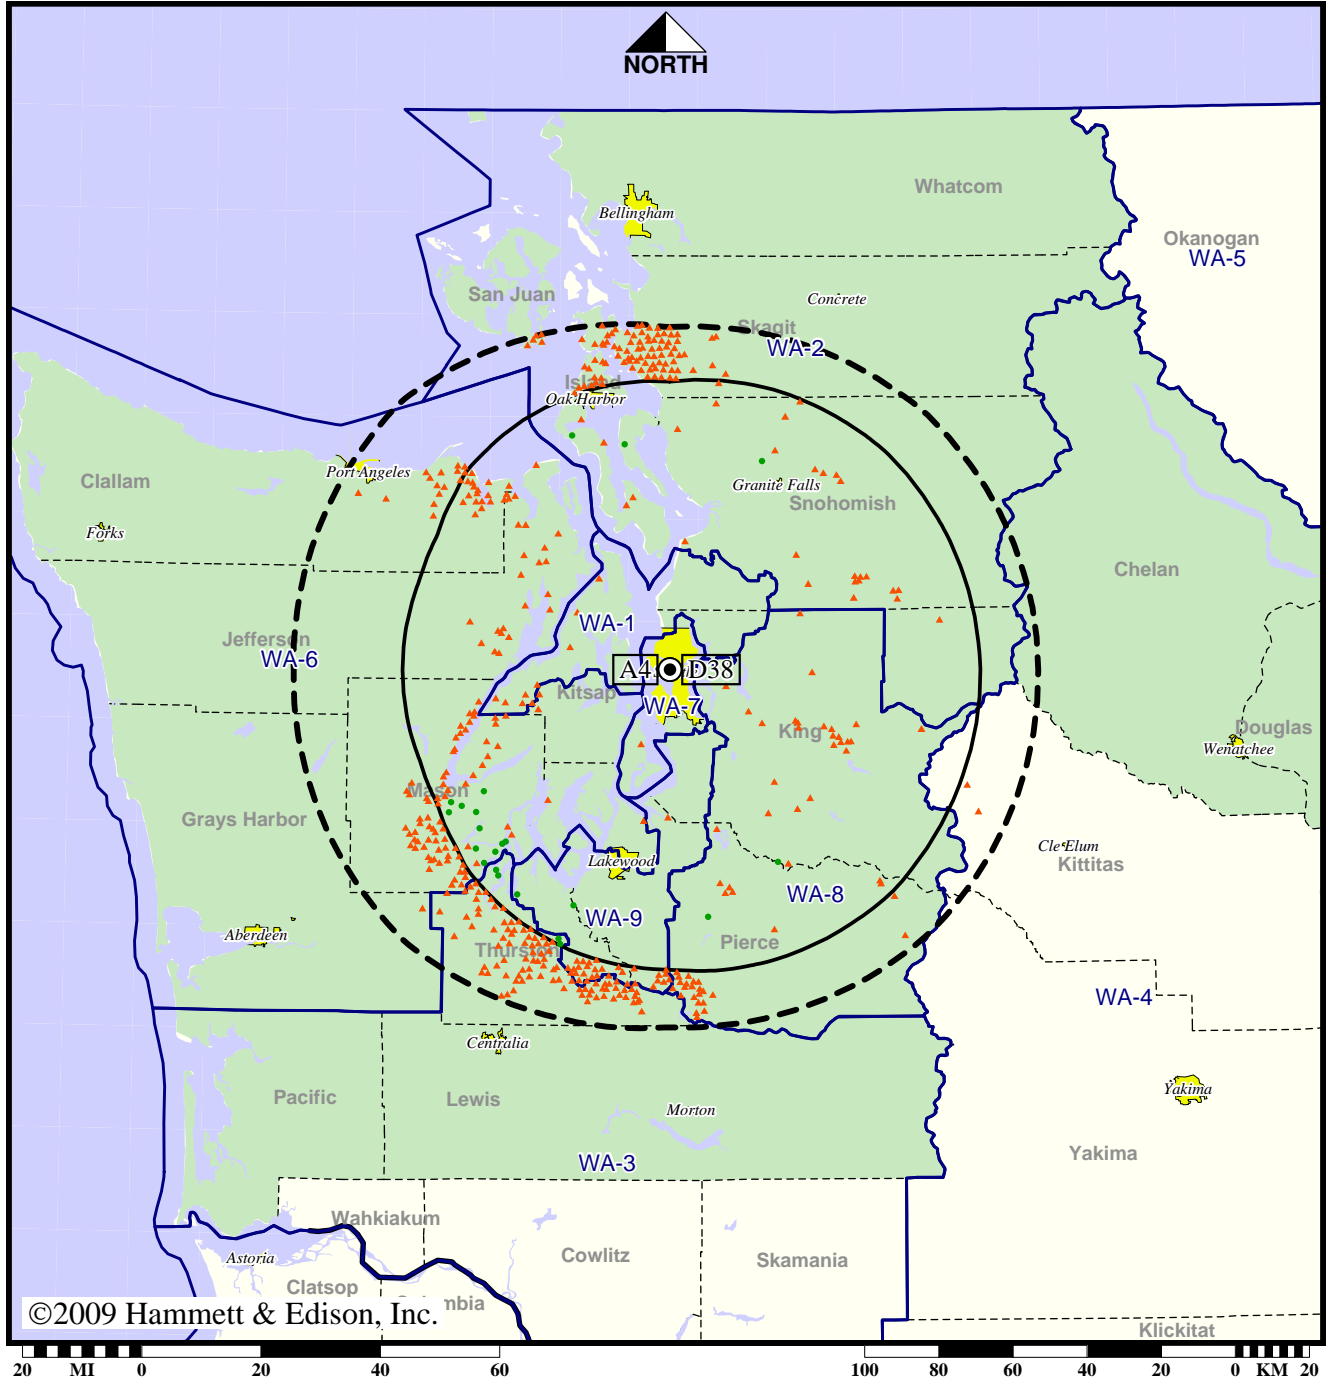 NORTH
Whatcom
Bellingham
Okanogan
WA-5
San Juan
Concrete
Skagit
WA-2
Island
Oak Harbor
Port Angeles
Clallam
Granite Falls
Snohomish
Forks
Chelan
WA-1
Jefferson
WA-6
D38
Kitsap
WA-7
King
Douglas
Wenatchee
Mason
Grays Harbor
Cle Elum
Kittitas
Lakewood
WA-8
WA-9
Aberdeen
Pierce
Thurston
WA-4
Centralia
Yakima
Pacific
Lewis
Morton
Yakima
WA-3
Wahkiakum
Astoria
Cowlitz
Skamania
Clatsop
©2009 Hammett & Edison, Inc.
Klickitat
20 MI 0 20 40 60 100 80 60 40 20 0 KM 20